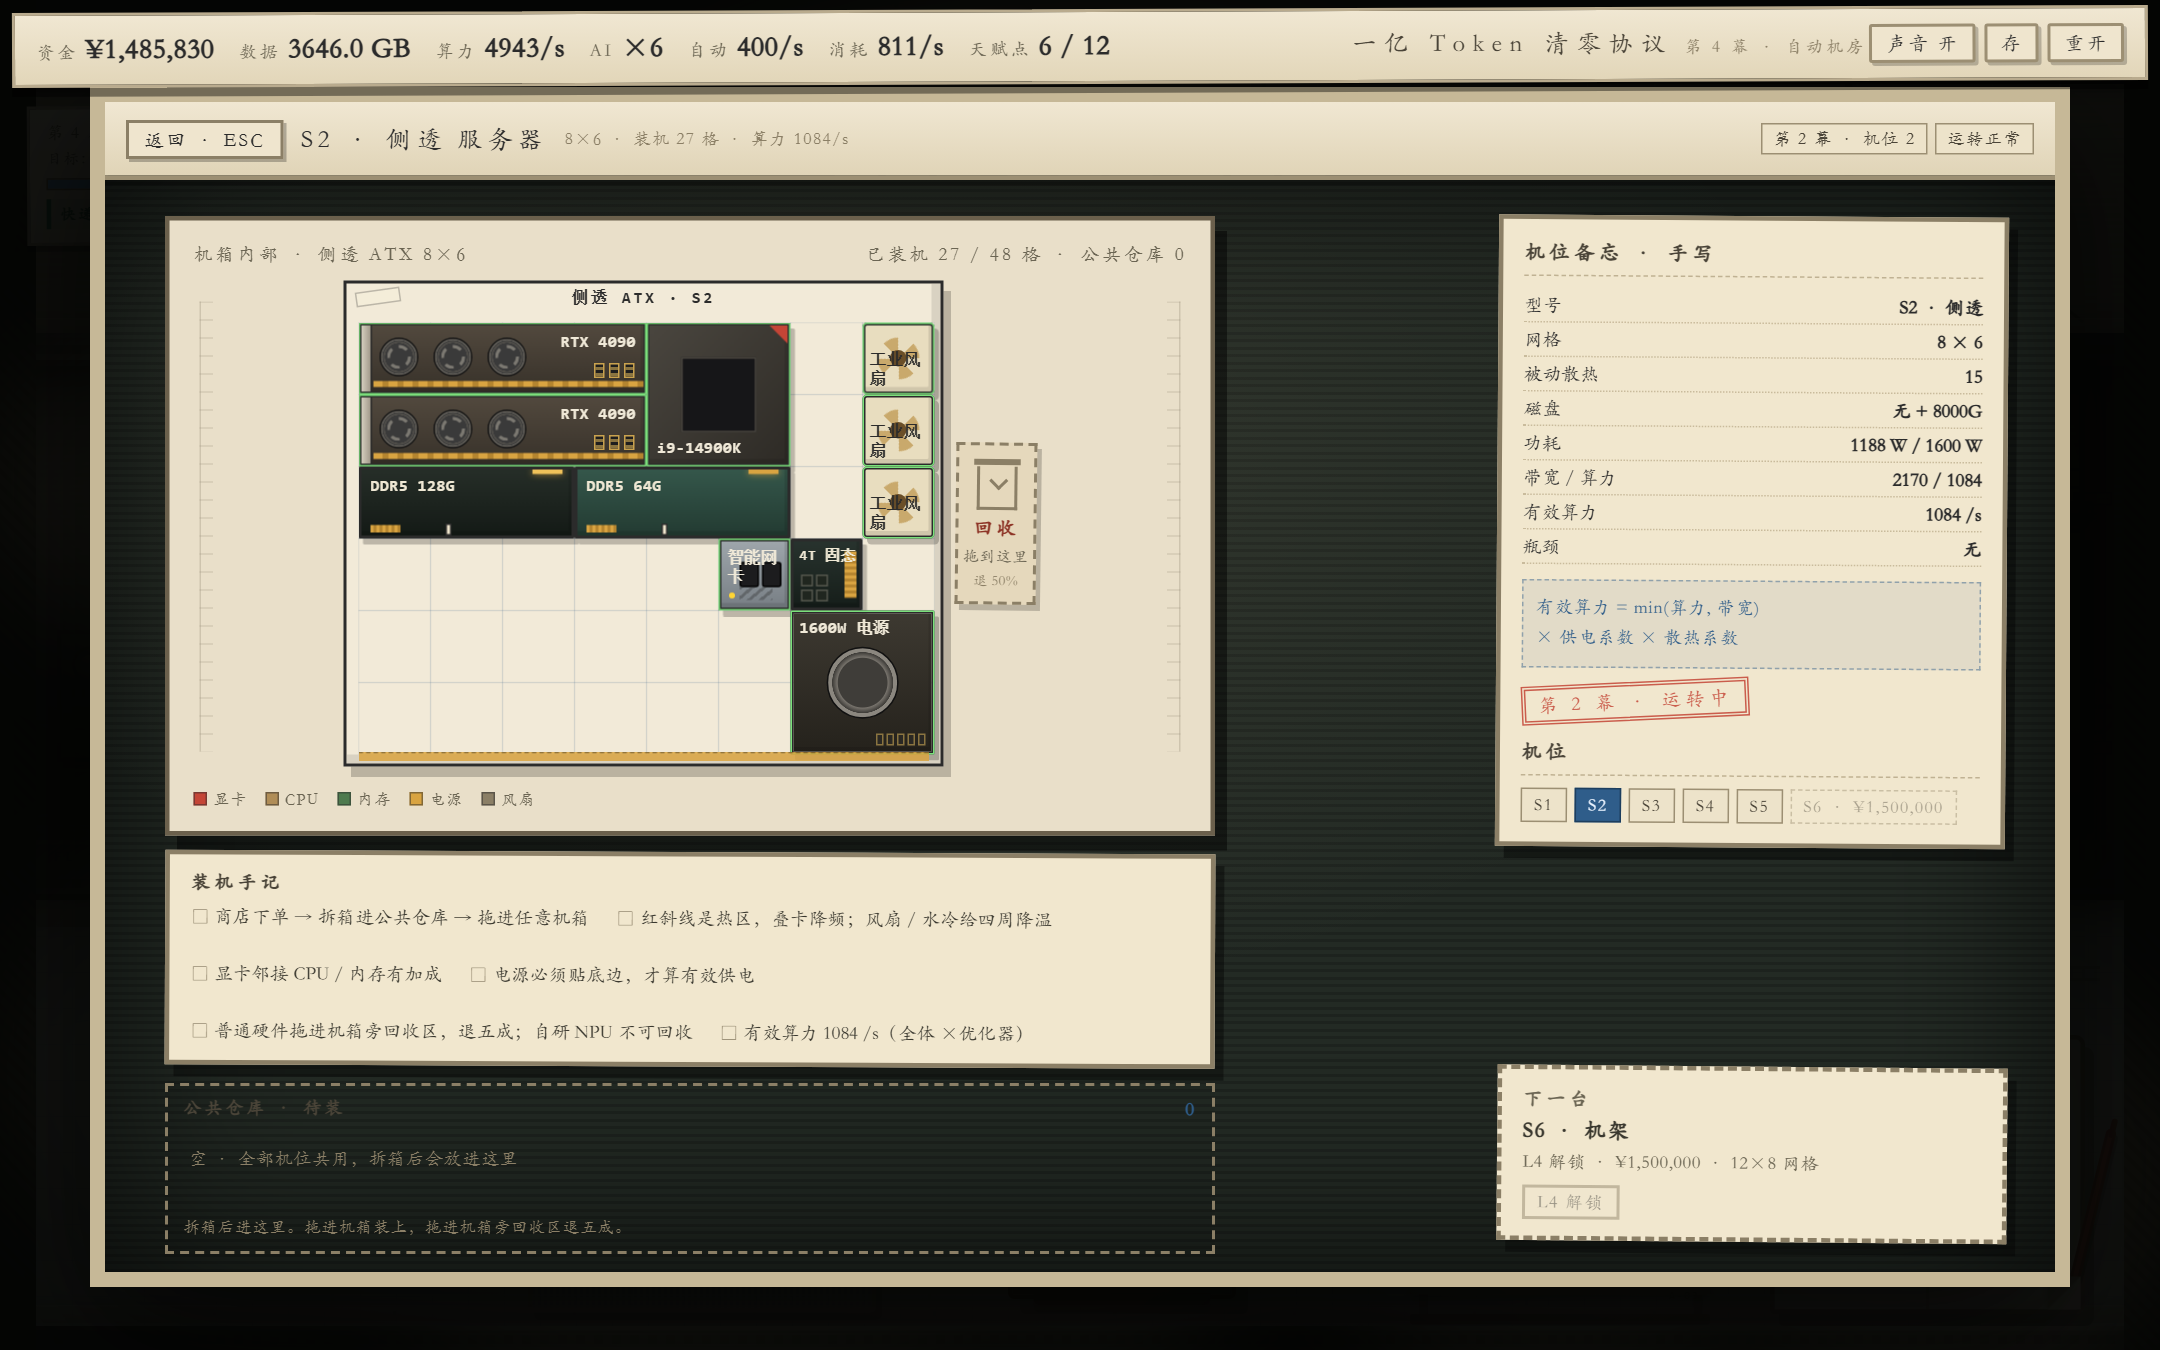 资金 ¥1,485,830 数据 3646.0 GB 算力 4943/s AI ×6 自动 400/s 消耗 811/s 天赋点 6 / 12 一亿 Token 清零协议 第 4 幕 · 自动机房 声音 开 存 重开
返回 · ESC S2 · 侧透 服务器 8×6 · 装机 27 格 · 算力 1084/s 第 2 幕 · 机位 2 运转正常
机箱内部 · 侧透 ATX 8×6 已装机 27 / 48 格 · 公共仓库 0
侧透 ATX · S2
RTX 4090
工业风扇
RTX 4090
i9-14900K
工业风扇
DDR5 128G DDR5 64G
工业风扇
智能网卡
4T 固态
1600W 电源
回收
拖到这里
退 50%
显卡 CPU 内存 电源 风扇
机位备忘 · 手写
型号 S2 · 侧透
网格 8 × 6
被动散热 15
磁盘 无 + 8000G
功耗 1188 W / 1600 W
带宽 / 算力 2170 / 1084
有效算力 1084 /s
瓶颈 无
有效算力 = min(算力, 带宽)
× 供电系数 × 散热系数
第 2 幕 · 运转中
机位
S1 S2 S3 S4 S5 S6 · ¥1,500,000
装机手记
商店下单 → 拆箱进公共仓库 → 拖进任意机箱 红斜线是热区，叠卡降频；风扇 / 水冷给四周降温
显卡邻接 CPU / 内存有加成 电源必须贴底边，才算有效供电
普通硬件拖进机箱旁回收区，退五成；自研 NPU 不可回收 有效算力 1084 /s（全体 ×优化器）
公共仓库 · 待装 0
空 · 全部机位共用，拆箱后会放进这里
拆箱后进这里。拖进机箱装上，拖进机箱旁回收区退五成。
下一台
S6 · 机架
L4 解锁 · ¥1,500,000 · 12×8 网格
L4 解锁